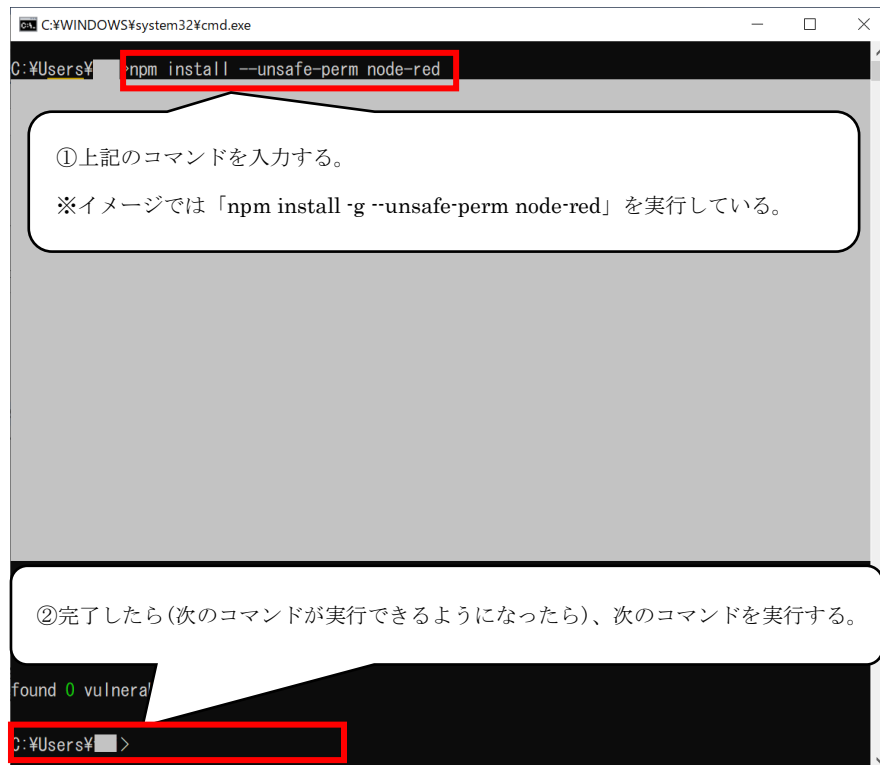 C:¥WINDOWS¥system32¥cmd.exe
C:¥Users¥ >npm install --unsafe-perm node-red
①上記のコマンドを入力する。
※イメージでは「npm install -g --unsafe-perm node-red」を実行している。
②完了したら(次のコマンドが実行できるようになったら)、次のコマンドを実行する。
found 0 vulnera
C:¥Users¥ >